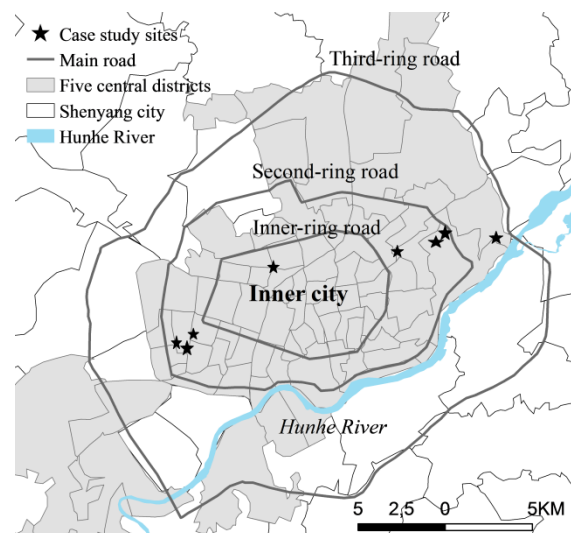 Case study sites
Main road
Five central districts
Shenyang city
Hunhe River
Third-ring road
Second-ring road
Inner-ring road
Inner city
Hunhe River
5 2.5 0 5KM